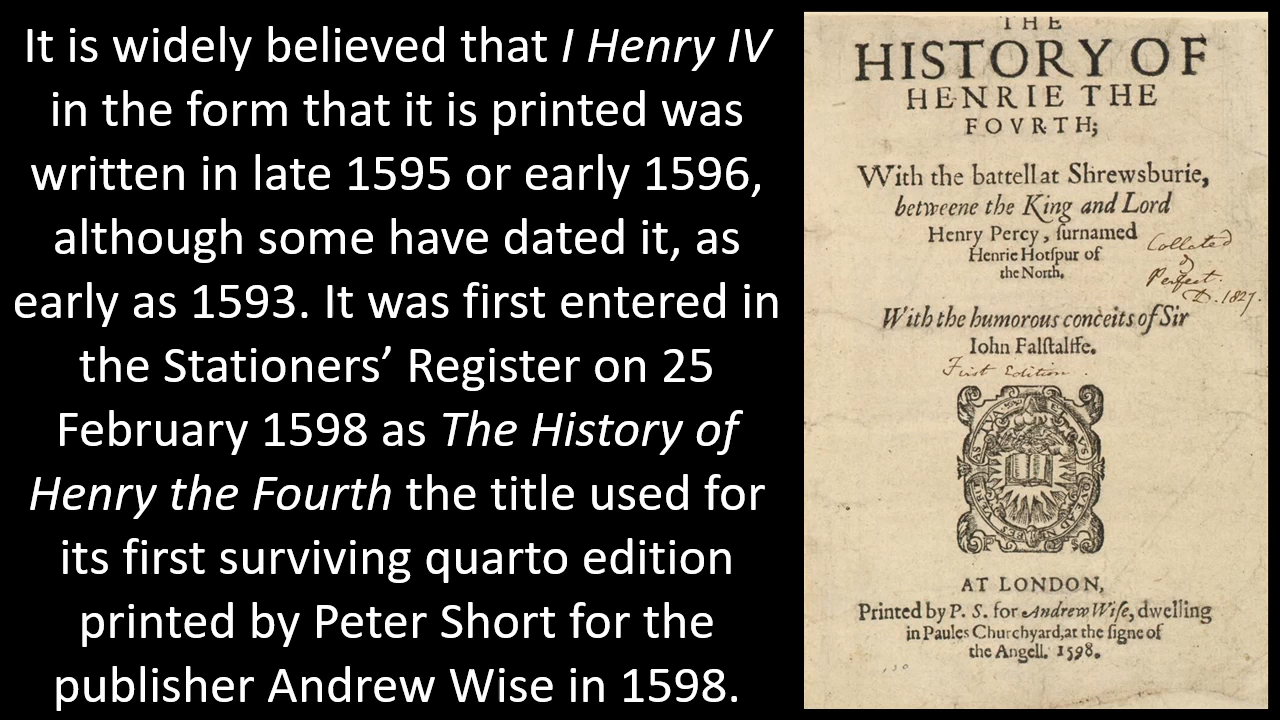 It is widely believed that I Henry IV
in the form that it is printed was
written in late 1595 or early 1596,
although some have dated it, as
early as 1593. It was first entered in
the Stationers’ Register on 25
February 1598 as The History of
Henry the Fourth the title used for
its first surviving quarto edition
printed by Peter Short for the
publisher Andrew Wise in 1598.
THE
HISTORY OF
HENRIE THE
FOVRTH;
With the battell at Shrewsburie,
betweene the King and Lord
Henry Percy, ſurnamed
Henrie Hotſpur of
the North.
Collated
&
Perfect.
1827.
With the humorous conceits of Sir
Iohn Falſtalffe.
First Edition.
AT LONDON,
Printed by P. S. for Andrew Wiſe, dwelling
in Paules Churchyard, at the ſigne of
the Angell. 1598.